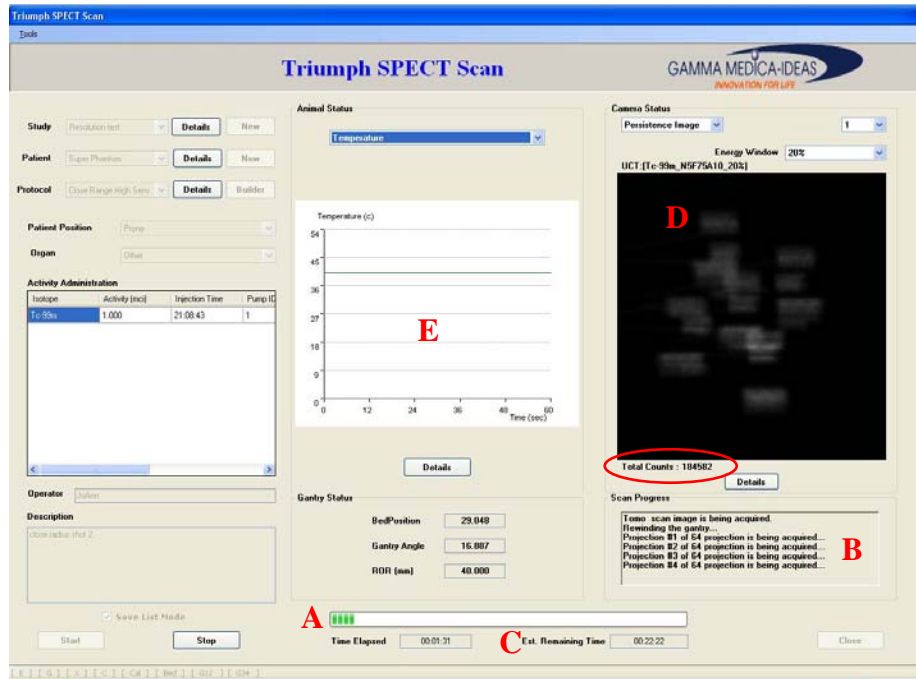 Triumph SPECT Scan
Tools
Triumph SPECT Scan
GAMMA MEDICA-IDEAS
INNOVATION FOR LIFE
Study Resolution test Details New
Patient Super Phantom Details New
Protocol Close Range High Sens Details Builder
Patient Position Prone
Organ Other
Activity Administration
Isotope Activity (mci) Injection Time Pump ID
Tc-99m 1.000 21:08:43 1
Operator
Description
close radius shot 2
Save List Mode
Start Stop
Animal Status
Temperature
Temperature (c)
54
45
36
27
18
9
0
0 12 24 36 48 60
Time (sec)
E
Details
Gantry Status
BedPosition 29.048
Gantry Angle 16.887
ROR (mm) 40.000
Camera Status
Persistence Image 1
Energy Window 20%
UCT:[Tc-99m_N5F75A10_20%]
D
Total Counts : 184582
Details
Scan Progress
Tomo scan image is being acquired.
Rewinding the gantry...
Projection #1 of 64 projection is being acquired...
Projection #2 of 64 projection is being acquired...
Projection #3 of 64 projection is being acquired...
Projection #4 of 64 projection is being acquired...
B
A
Time Elapsed 00:01:31 C Est. Remaining Time 00:22:22
Close